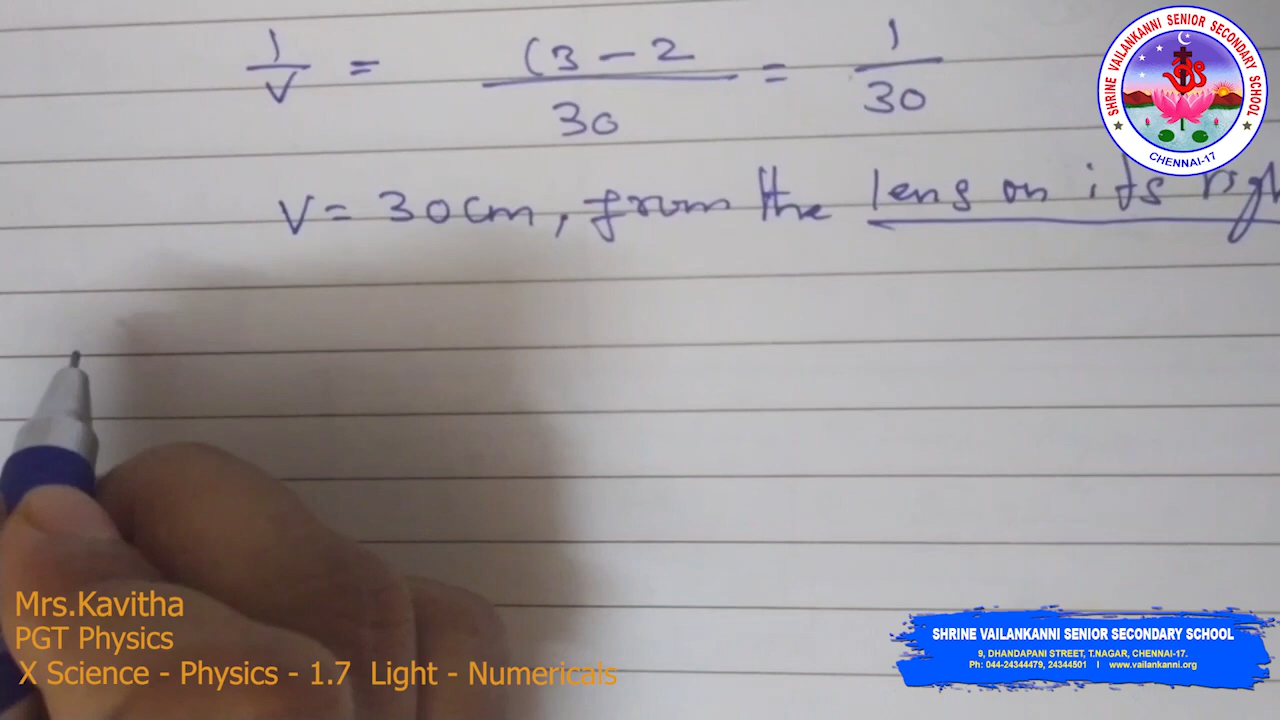 1/V = (3 - 2/30 = 1/30
V = 30cm, from the lens on its righ
SHRINE VAILANKANNI SENIOR SECONDARY SCHOOL
CHENNAI-17
Mrs.Kavitha
PGT Physics
X Science - Physics - 1.7 Light - Numericals
SHRINE VAILANKANNI SENIOR SECONDARY SCHOOL
9, DHANDAPANI STREET, T.NAGAR, CHENNAI-17.
Ph: 044-24344479, 24344501 I www.vailankanni.org